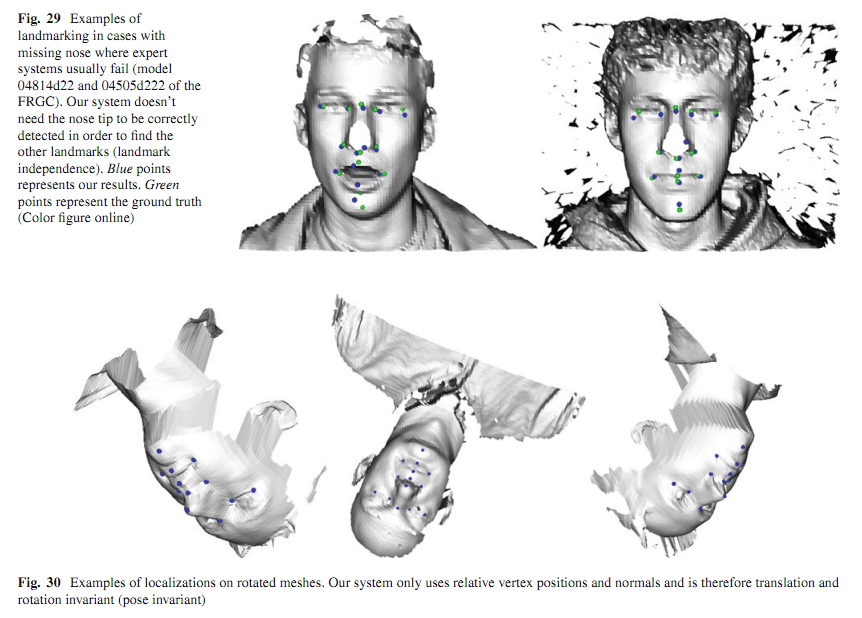 Fig. 29 Examples of
landmarking in cases with
missing nose where expert
systems usually fail (model
04814d22 and 04505d222 of the
FRGC). Our system doesn't
need the nose tip to be correctly
detected in order to find the
other landmarks (landmark
independence). Blue points
represents our results. Green
points represent the ground truth
(Color figure online)
Fig. 30 Examples of localizations on rotated meshes. Our system only uses relative vertex positions and normals and is therefore translation and
rotation invariant (pose invariant)